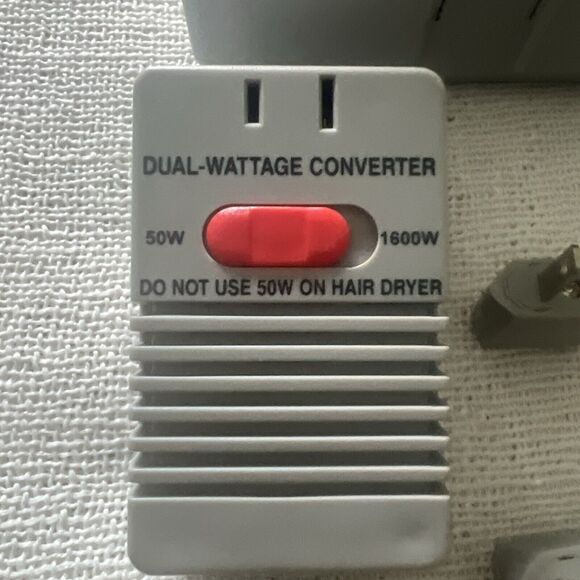 DUAL-WATTAGE CONVERTER
50W 1600W
DO NOT USE 50W ON HAIR DRYER